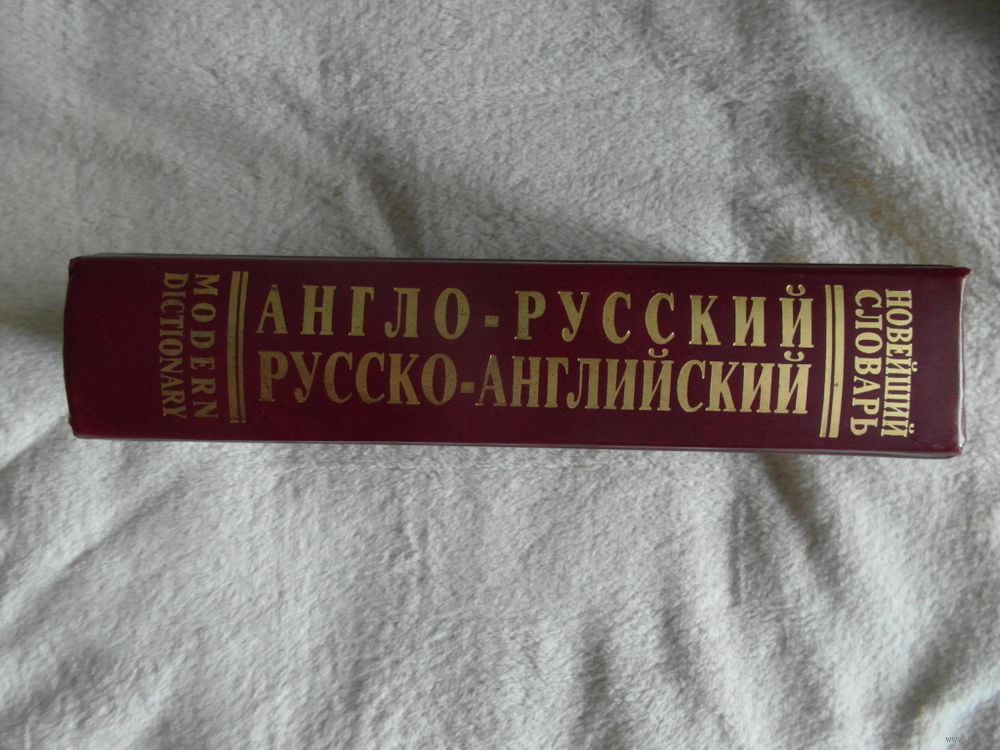 НОВЕЙШИЙ
СЛОВАРЬ
АНГЛО-РУССКИЙ
РУССКО-АНГЛИЙСКИЙ
MODERN
DICTIONARY